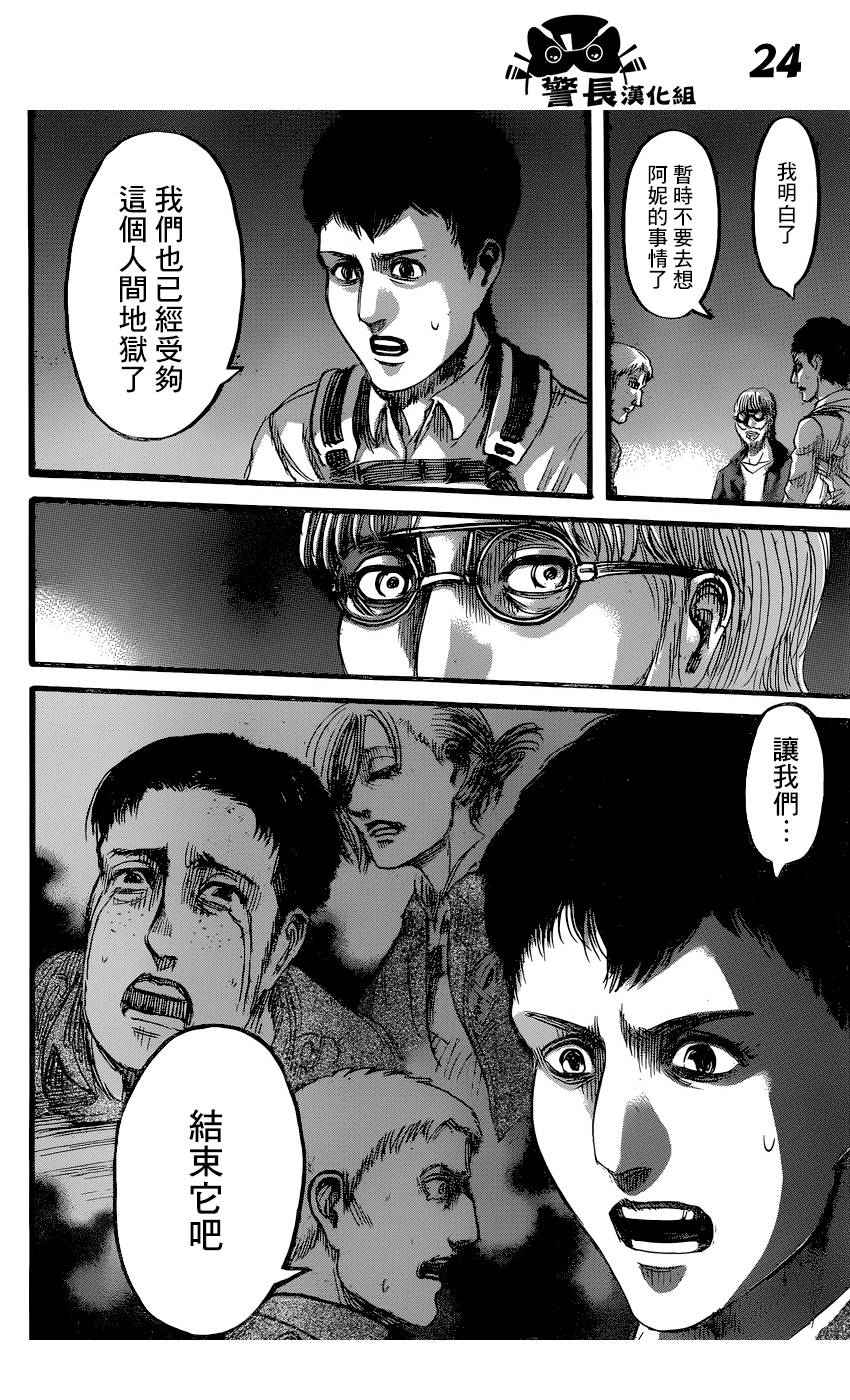 警長漢化組
24
我明白了
暫時不要去想
阿妮的事情了
我們也已經受夠
這個人間地獄了
讓我們…
結束它吧